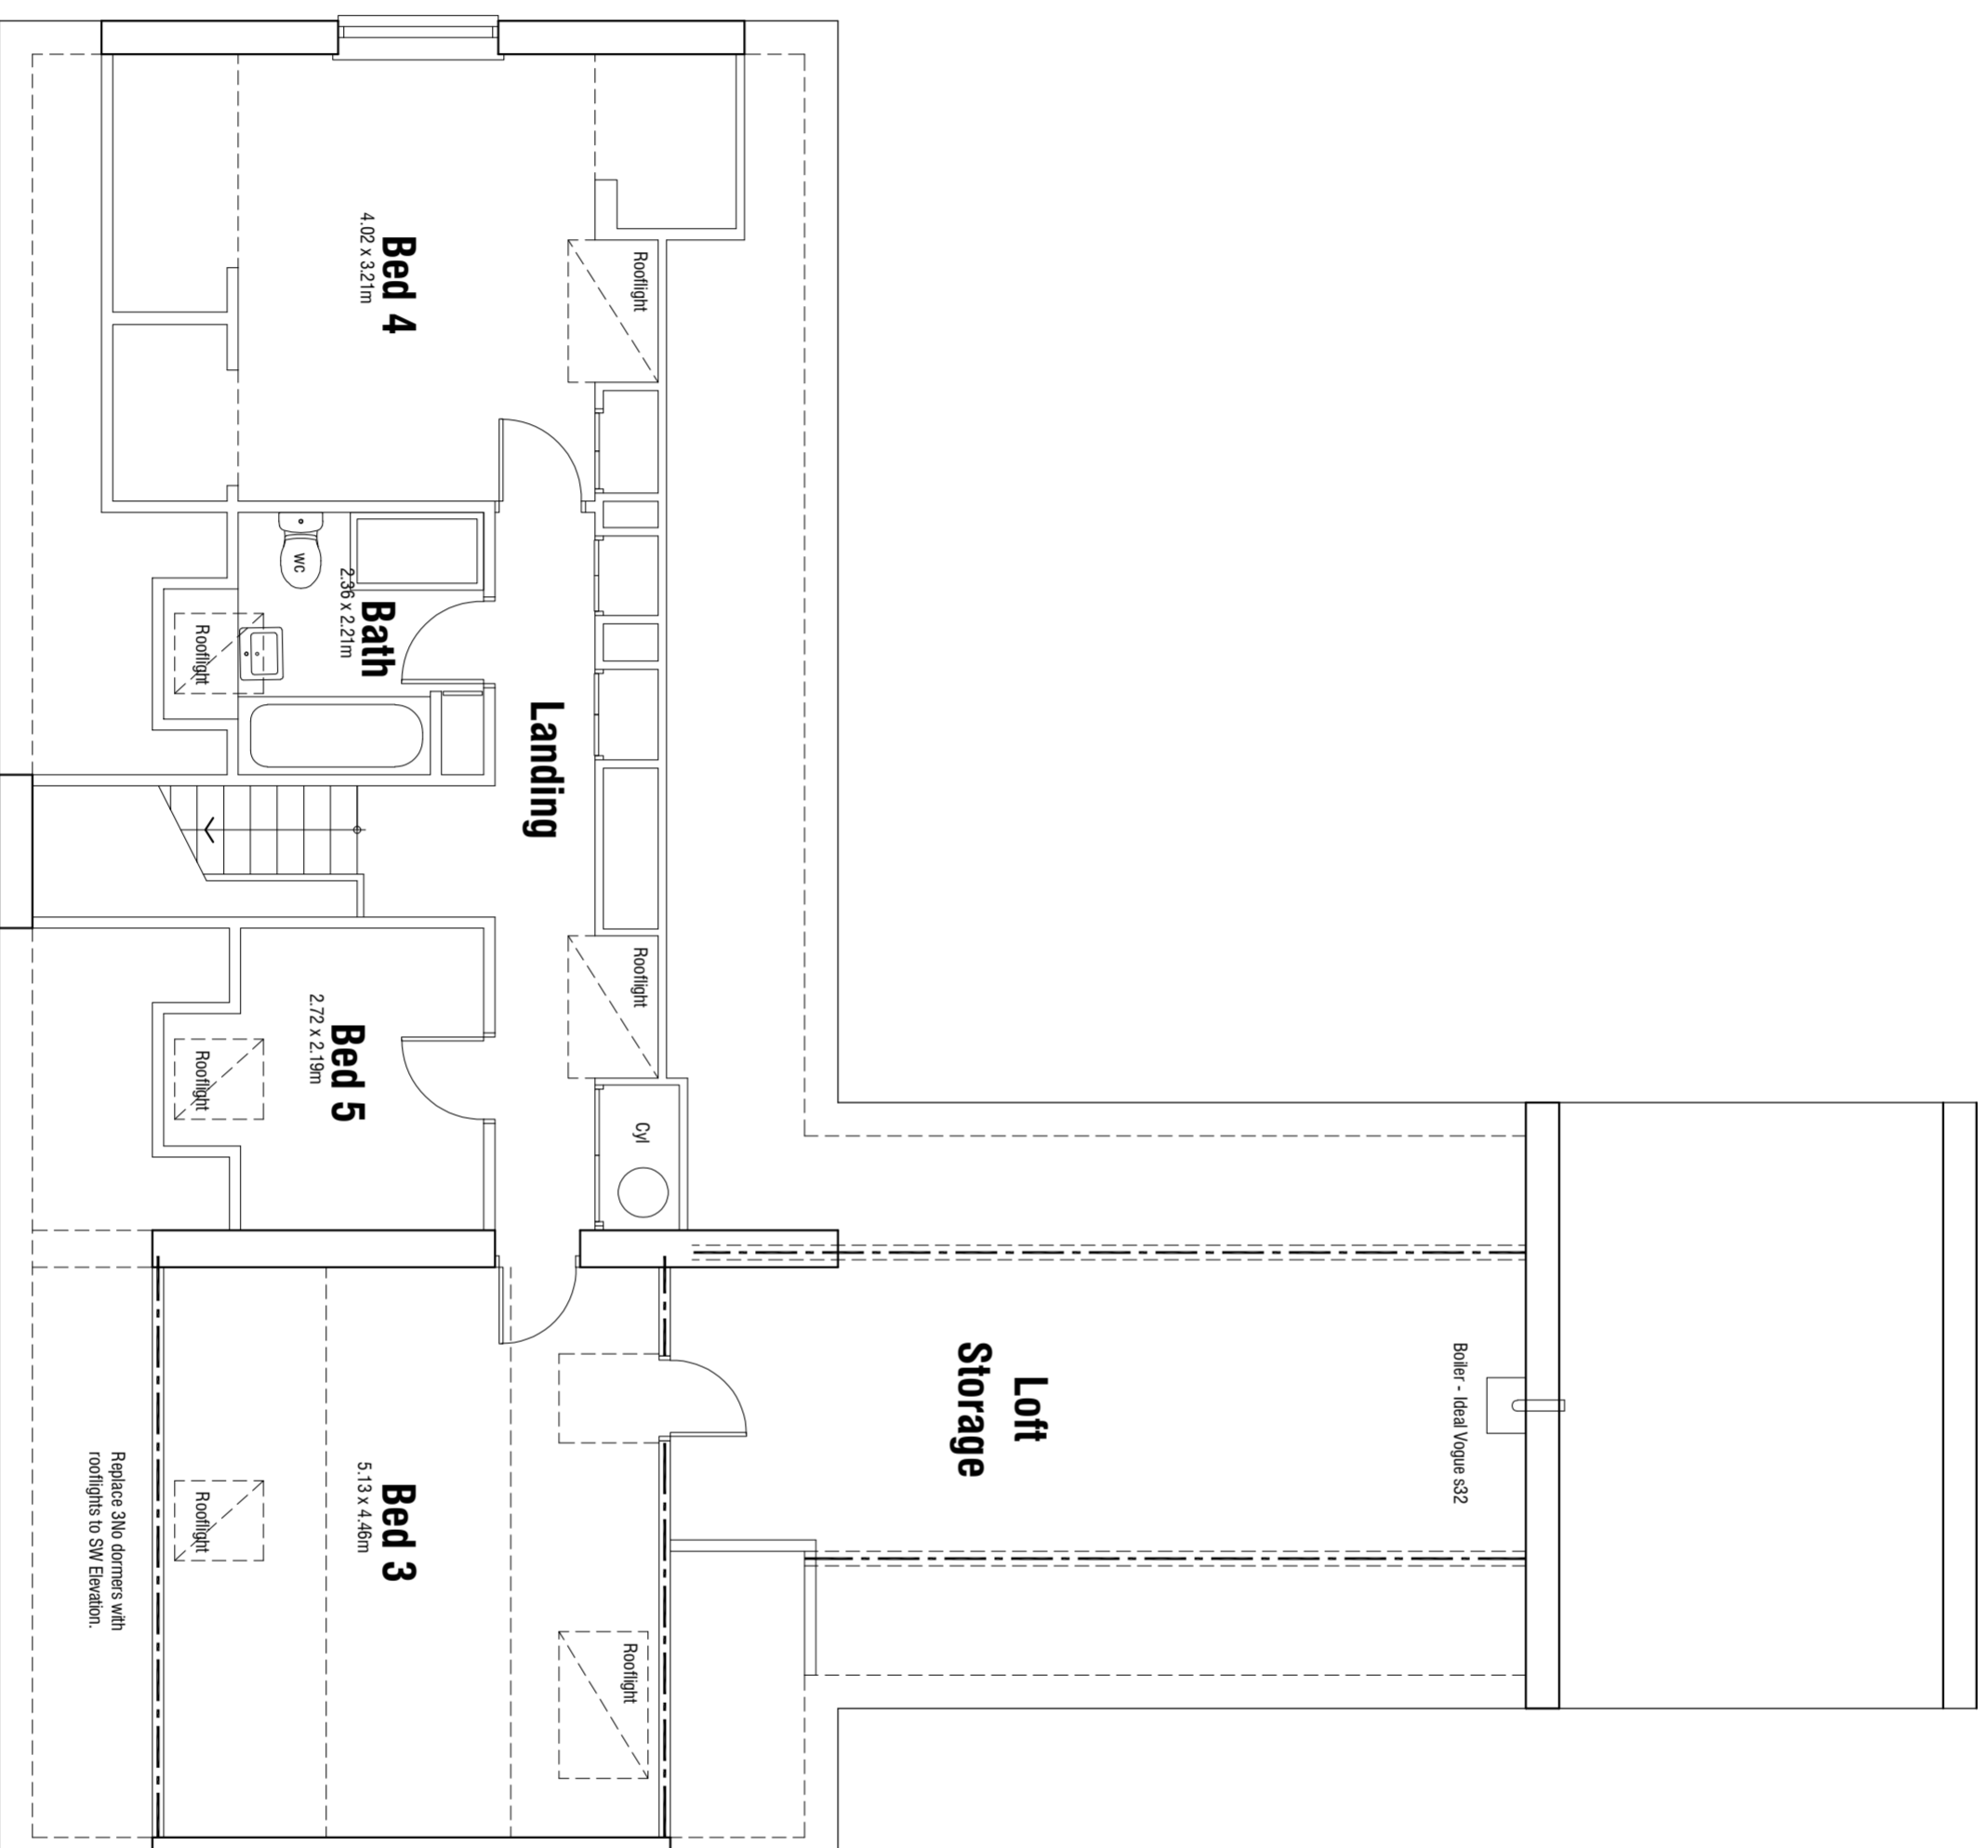 Bed 4
4.02 x 3.21m
Rooflight
WC
Bath
2.36 x 2.21m
Rooflight
Landing
Rooflight
Bed 5
2.72 x 2.19m
Rooflight
Cyl
Loft
Storage
Boiler - Ideal Vogue s32
Bed 3
5.13 x 4.46m
Rooflight
Rooflight
Replace 3No dormers with
rooflights to SW Elevation.